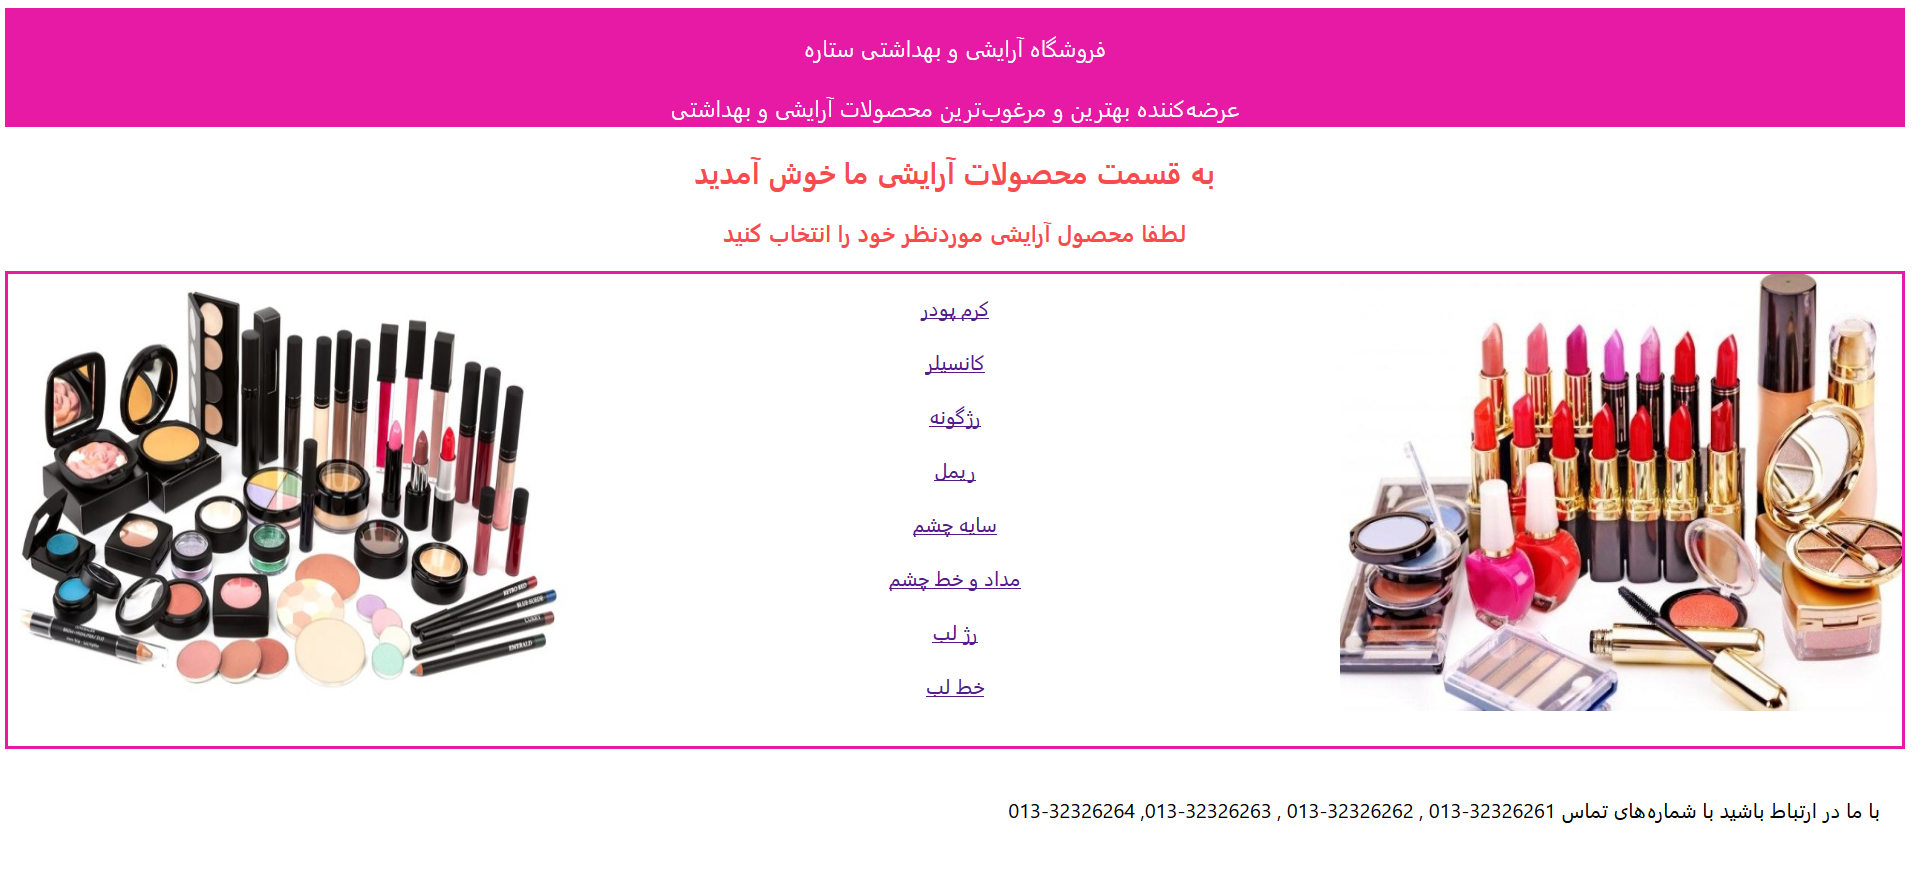 فروشگاه آرایشی و بهداشتی ستاره
عرضه‌کننده بهترین و مرغوب‌ترین محصولات آرایشی و بهداشتی
به قسمت محصولات آرایشی ما خوش آمدید
لطفا محصول آرایشی موردنظر خود را انتخاب کنید
کرم پودر
کانسیلر
رژگونه
ریمل
سایه چشم
مداد و خط چشم
رژ لب
خط لب
RETRO RED
EMERALD
با ما در ارتباط باشید با شماره‌های تماس 32326261-013 , 32326262-013 , 32326263-013, 32326264-013